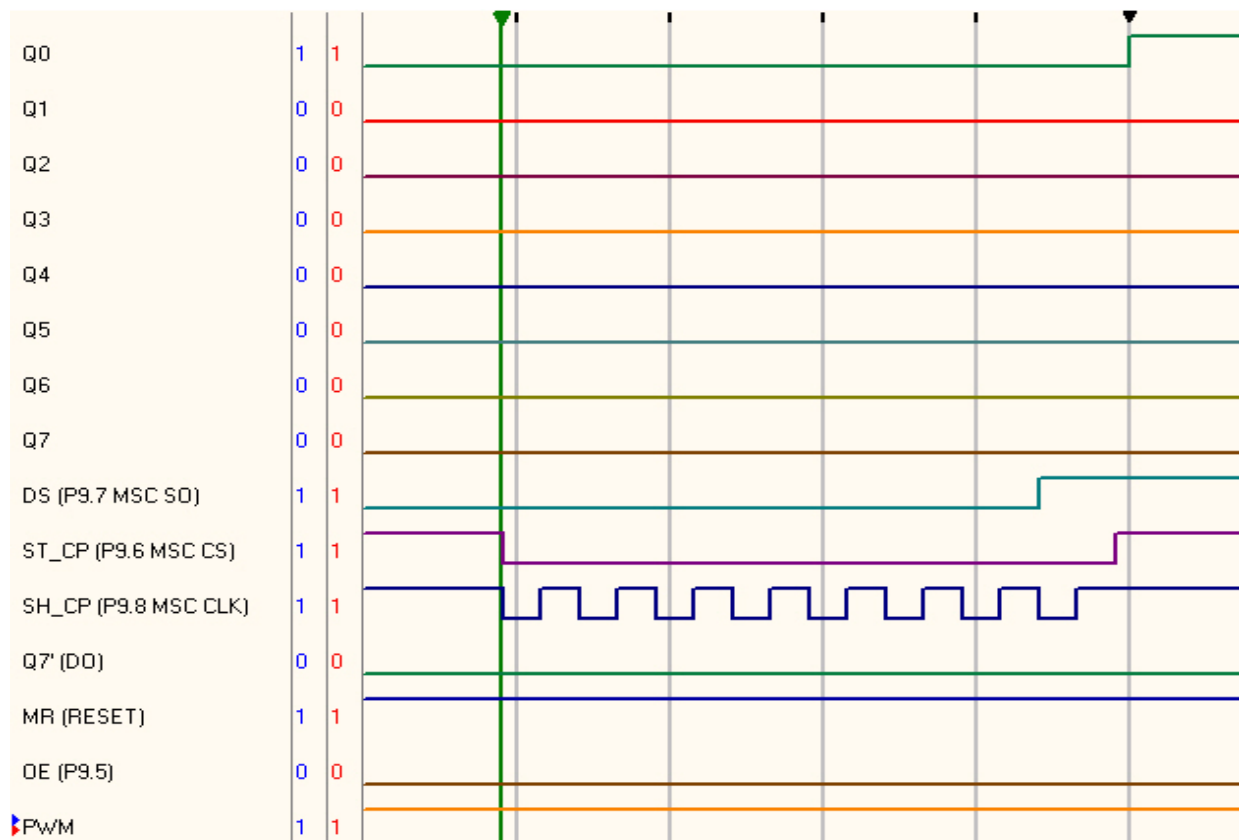 Q0 1 1
Q1 0 0
Q2 0 0
Q3 0 0
Q4 0 0
Q5 0 0
Q6 0 0
Q7 0 0
DS (P9.7 MSC SO) 1 1
ST_CP (P9.6 MSC CS) 1 1
SH_CP (P9.8 MSC CLK) 1 1
Q7' (DO) 0 0
MR (RESET) 1 1
OE (P9.5) 0 0
PWM 1 1